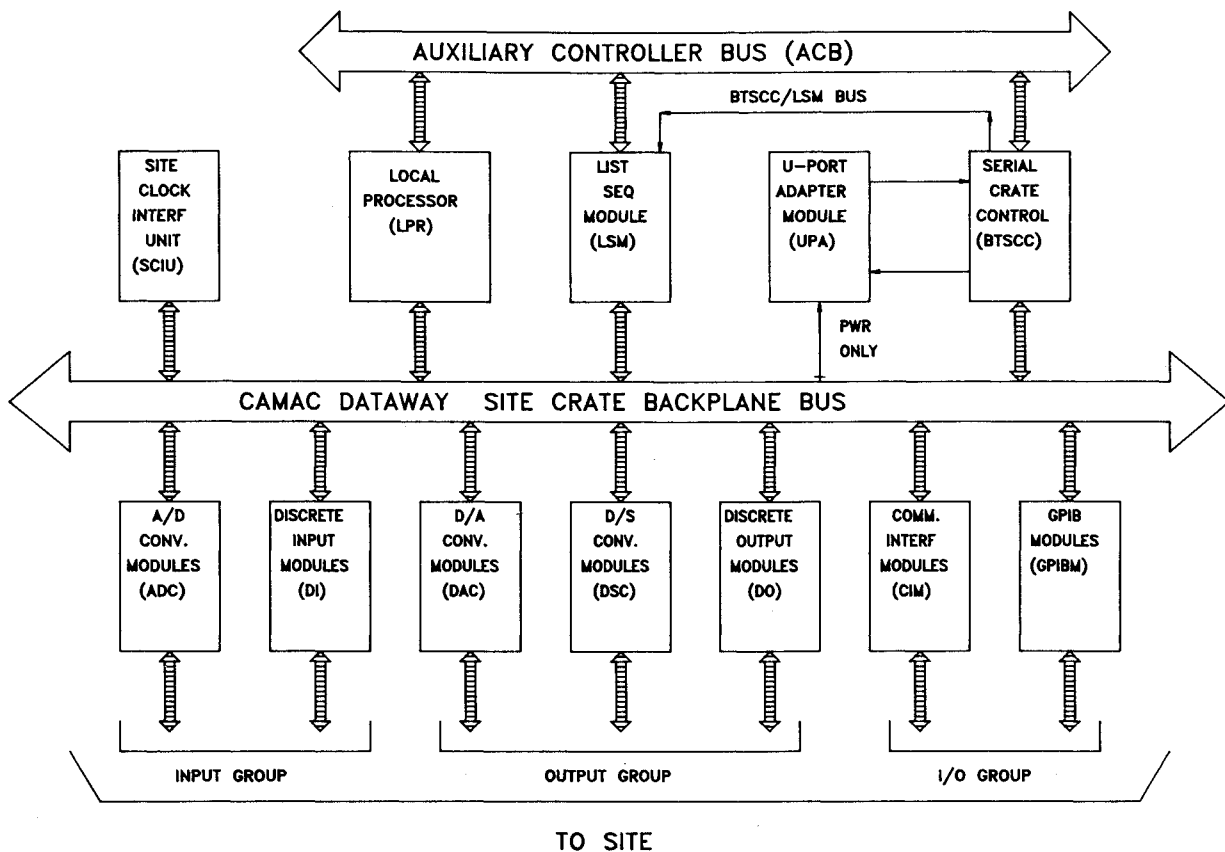 AUXILIARY CONTROLLER BUS (ACB)
BTSCC/LSM BUS
SITE
CLOCK
INTERF
UNIT
(SCIU)
LOCAL
PROCESSOR
(LPR)
LIST
SEQ
MODULE
(LSM)
U-PORT
ADAPTER
MODULE
(UPA)
SERIAL
CRATE
CONTROL
(BTSCC)
PWR
ONLY
CAMAC DATAWAY SITE CRATE BACKPLANE BUS
A/D
CONV.
MODULES
(ADC)
DISCRETE
INPUT
MODULES
(DI)
D/A
CONV.
MODULES
(DAC)
D/S
CONV.
MODULES
(DSC)
DISCRETE
OUTPUT
MODULES
(DO)
COMM.
INTERF
MODULES
(CIM)
GPIB
MODULES
(GPIBM)
INPUT GROUP
OUTPUT GROUP
I/O GROUP
TO SITE